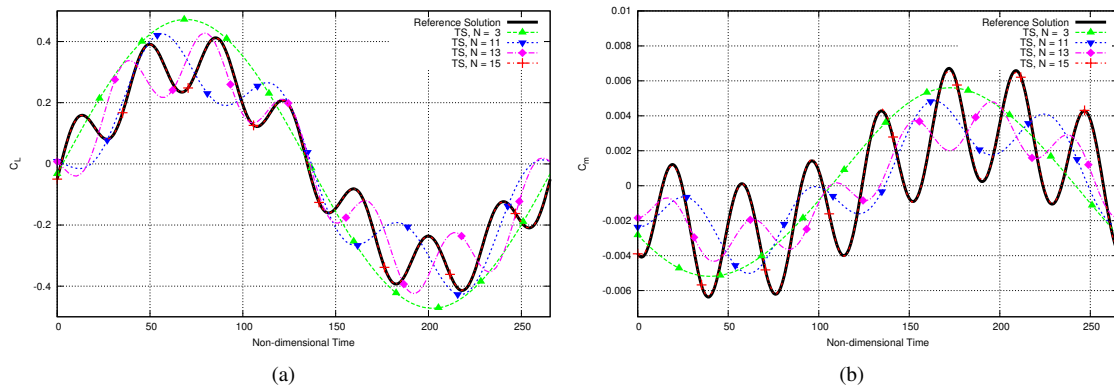 Reference Solution
TS, N = 3
TS, N = 11
TS, N = 13
TS, N = 15
0.4
0.2
0
-0.2
-0.4
C_L
0 50 100 150 200 250
Non-dimensional Time
(a)
Reference Solution
TS, N = 3
TS, N = 11
TS, N = 13
TS, N = 15
0.01
0.008
0.006
0.004
0.002
0
-0.002
-0.004
-0.006
C_m
0 50 100 150 200 250
Non-dimensional Time
(b)